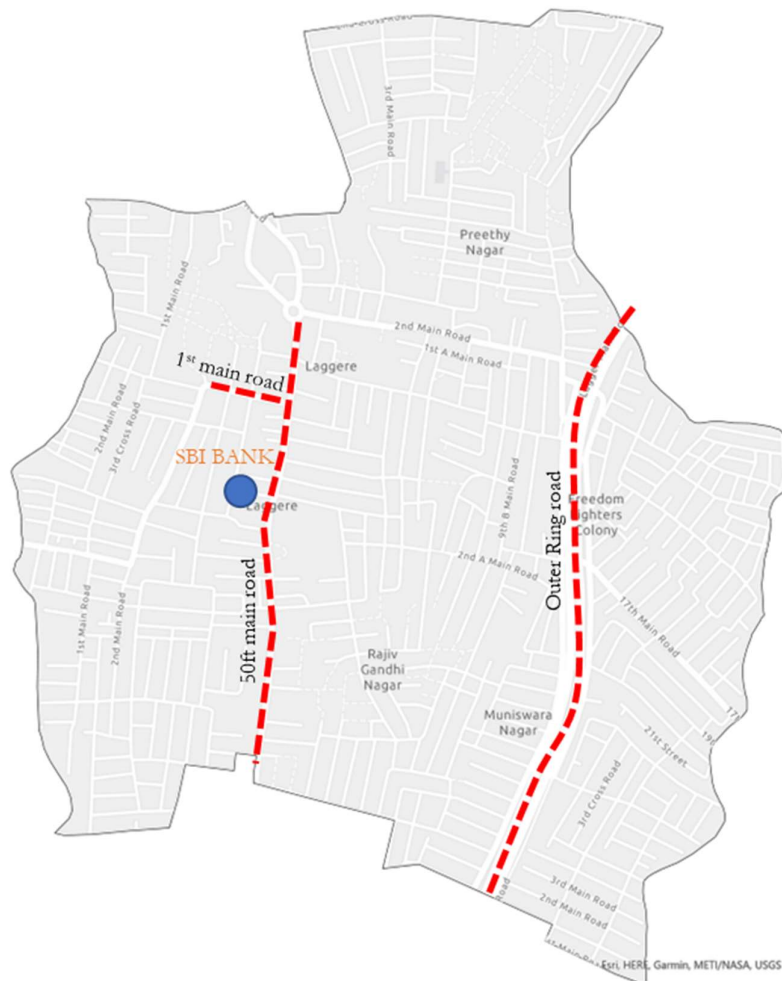 3rd Main Road
Preethy
Nagar
1st Main Road
2nd Main Road
1st A Main Road
Laggere
1st main road
2nd Main Road
3rd Cross Road
SBI BANK
Laggere
9th B Main Road
Outer Ring road
Freedom
Fighters
Colony
2nd A Main Road
17th Main Road
50ft main road
1st Main Road
2nd Main Road
Rajiv
Gandhi
Nagar
Muniswara
Nagar
21st Street
3rd Cross Road
Road
3rd Main Road
2nd Main Road
Esri, HERE, Garmin, METI/NASA, USGS